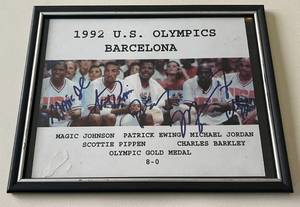 1992 U.S. OLYMPICS
BARCELONA
MAGIC JOHNSON PATRICK EWING MICHAEL JORDAN
SCOTTIE PIPPEN CHARLES BARKLEY
OLYMPIC GOLD MEDAL
8-0